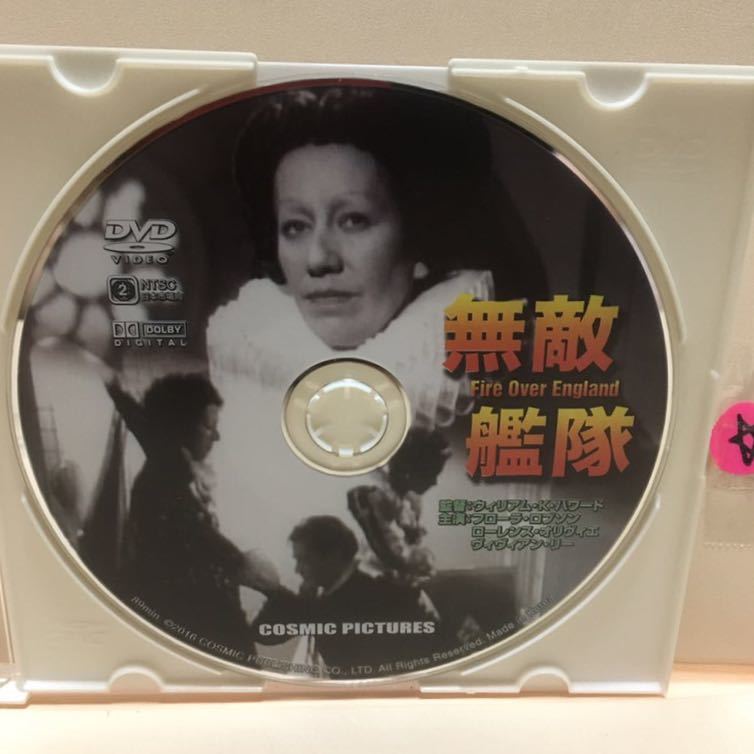 DVD
VIDEO
2 NTSC
日本市場向
DOLBY
DIGITAL
無敵
Fire Over England
艦隊
監督:ウィリアム・K・ハワード
主演:フローラ・ロブソン
ローレンス・オリヴィエ
ヴィヴィアン・リー
COSMIC PICTURES
89min. ©2016 COSMIC PUBLISHING CO., LTD. All Rights Reserved. Made in